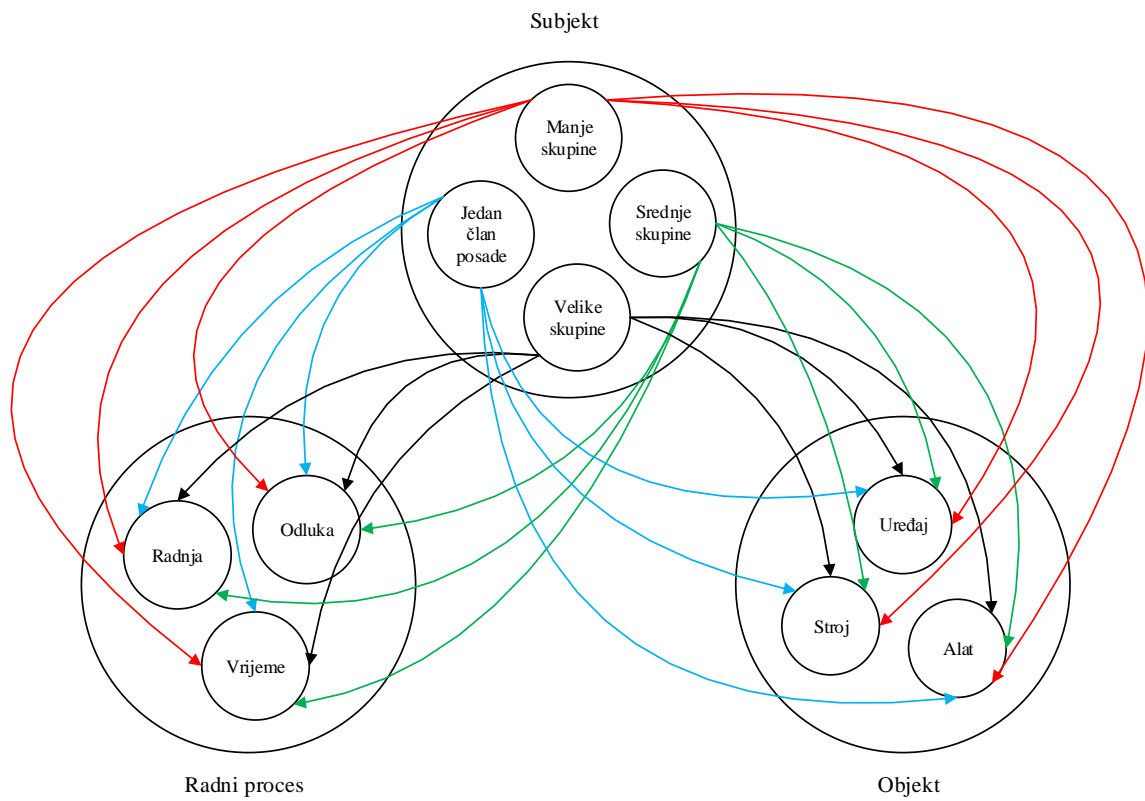 Subjekt
Manje
skupine
Jedan
član
posade
Srednje
skupine
Velike
skupine
Radnja
Odluka
Vrijeme
Uređaj
Stroj
Alat
Radni proces
Objekt